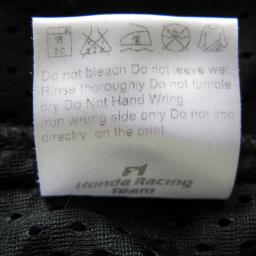 30
Do not bleach Do not leave wet
Rinse thoroughly Do not tumble
dry Do Not Hand Wring
Iron wrong side only Do not iron
directly on the print
F1
Honda Racing
Team